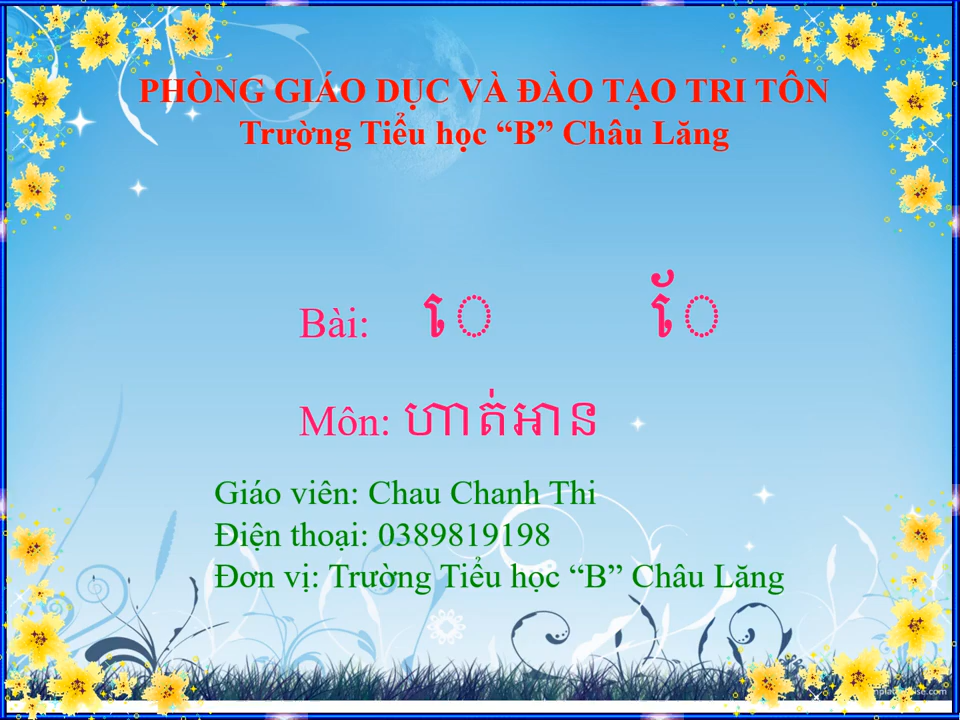 PHÒNG GIÁO DỤC VÀ ĐÀO TẠO TRI TÔN
Trường Tiểu học “B” Châu Lăng
Bài: េ◌ ែ◌
Môn: ហាត់អាន
Giáo viên: Chau Chanh Thi
Điện thoại: 0389819198
Đơn vị: Trường Tiểu học “B” Châu Lăng